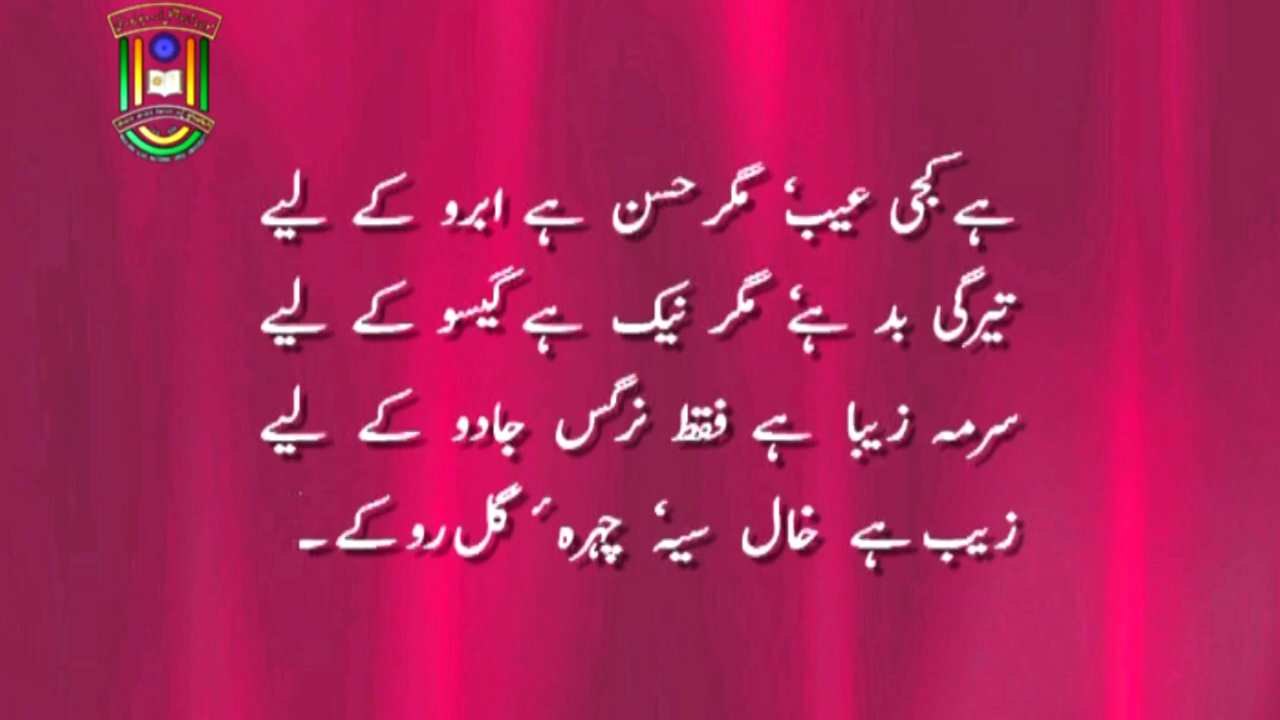 ہے کجی عیب‘ مگر حسن ہے ابرو کے لیے
تیرگی بد ہے‘ مگر نیک ہے گیسو کے لیے
سرمہ زیبا ہے فقط نرگس جادو کے لیے
زیب ہے خال سیہ‘ چہرہ ٔ گل رو کے۔